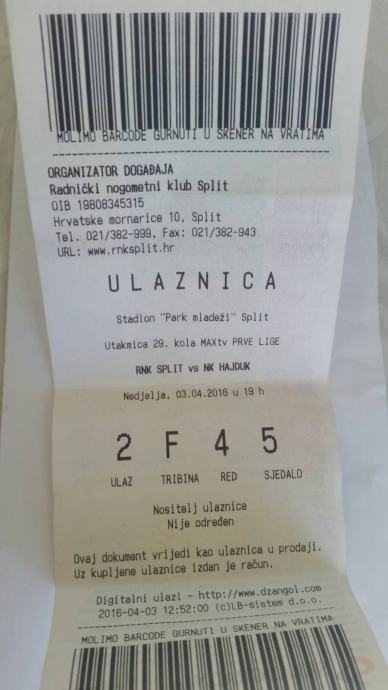 MOLIMO BARCODE GURNUTI U SKENER NA VRATIMA
ORGANIZATOR DOGAĐAJA
Radnički nogometni klub Split
OIB 19808345315
Hrvatske mornarice 10, Split
Tel. 021/382-999, Fax: 021/382-943
URL: www.rnksplit.hr
ULAZNICA
Stadion "Park mladeži" Split
Utakmica 29. kola MAXtv PRVE LIGE
RNK SPLIT vs NK HAJDUK
Nedjelja, 03.04.2016 u 19 h
2 F 4 5
ULAZ TRIBINA RED SJEDALO
Nositelj ulaznice
Nije određen
Ovaj dokument vrijedi kao ulaznica u prodaji.
Uz kupljene ulaznice izdan je račun.
Digitalni ulazi - http://www.dzangol.com
2016-04-03 12:52:00 (c)LB-sistem d.o.o.
MOLIMO BARCODE GURNUTI U SKENER NA VRATIMA